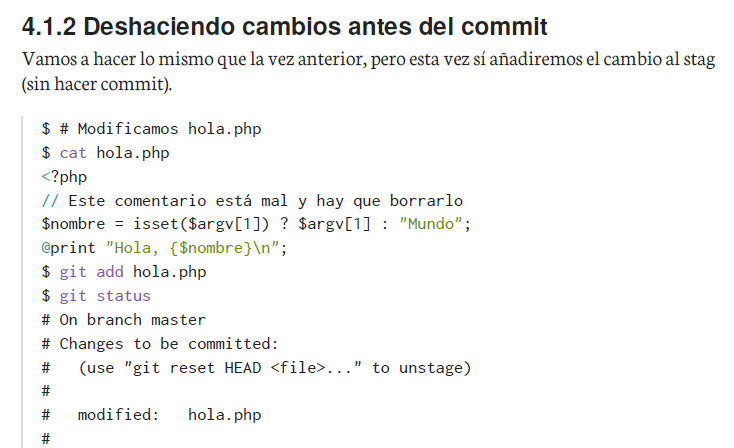 4.1.2 Deshaciendo cambios antes del commit
Vamos a hacer lo mismo que la vez anterior, pero esta vez sí añadiremos el cambio al stag
(sin hacer commit).
$ # Modificamos hola.php
$ cat hola.php
<?php
// Este comentario está mal y hay que borrarlo
$nombre = isset($argv[1]) ? $argv[1] : "Mundo";
@print "Hola, {$nombre}\n";
$ git add hola.php
$ git status
# On branch master
# Changes to be committed:
#   (use "git reset HEAD <file>..." to unstage)
#
#   modified:   hola.php
#